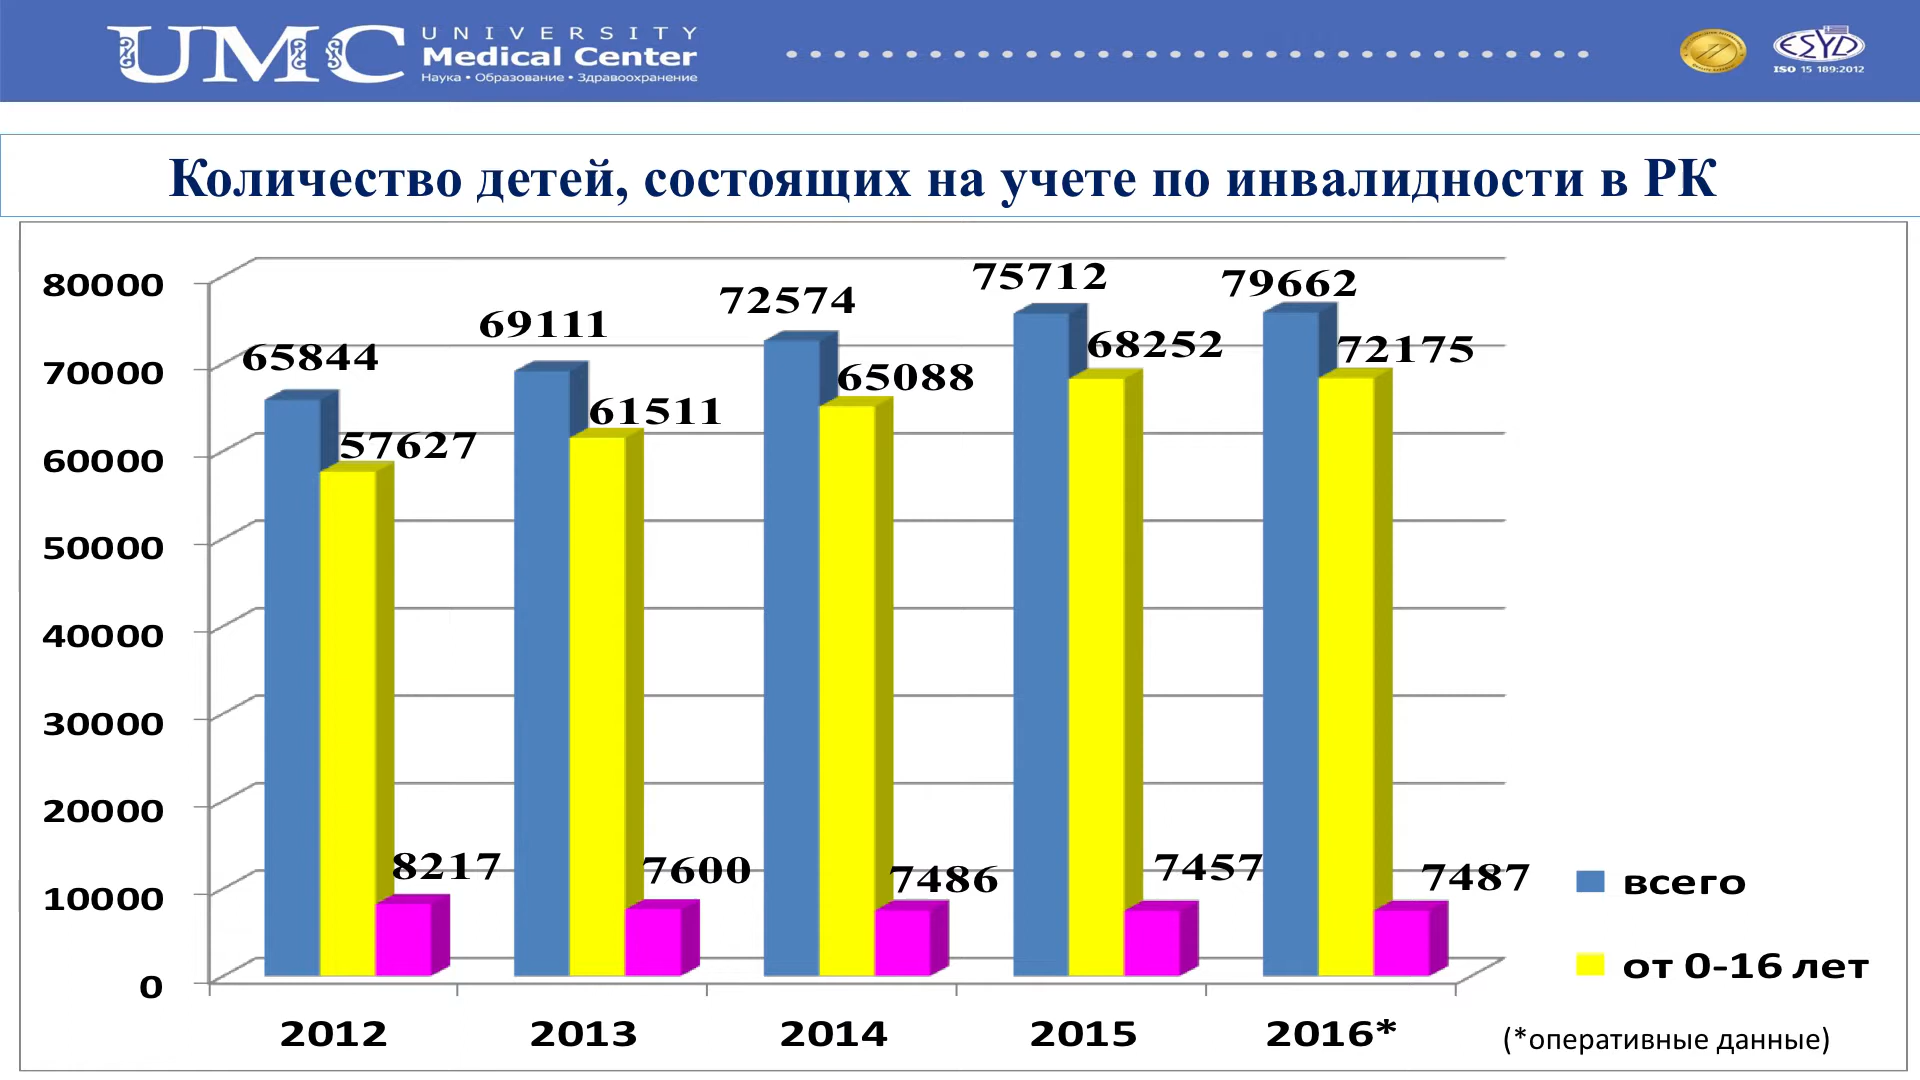 UMC
UNIVERSITY
Medical Center
Наука • Образование • Здравоохранение
ESYD
ISO 15 189:2012
Количество детей, состоящих на учете по инвалидности в РК
80000
70000
60000
50000
40000
30000
20000
10000
0
65844
57627
8217
69111
61511
7600
72574
65088
7486
75712
68252
7457
79662
72175
7487
2012
2013
2014
2015
2016*
всего
от 0-16 лет
(*оперативные данные)